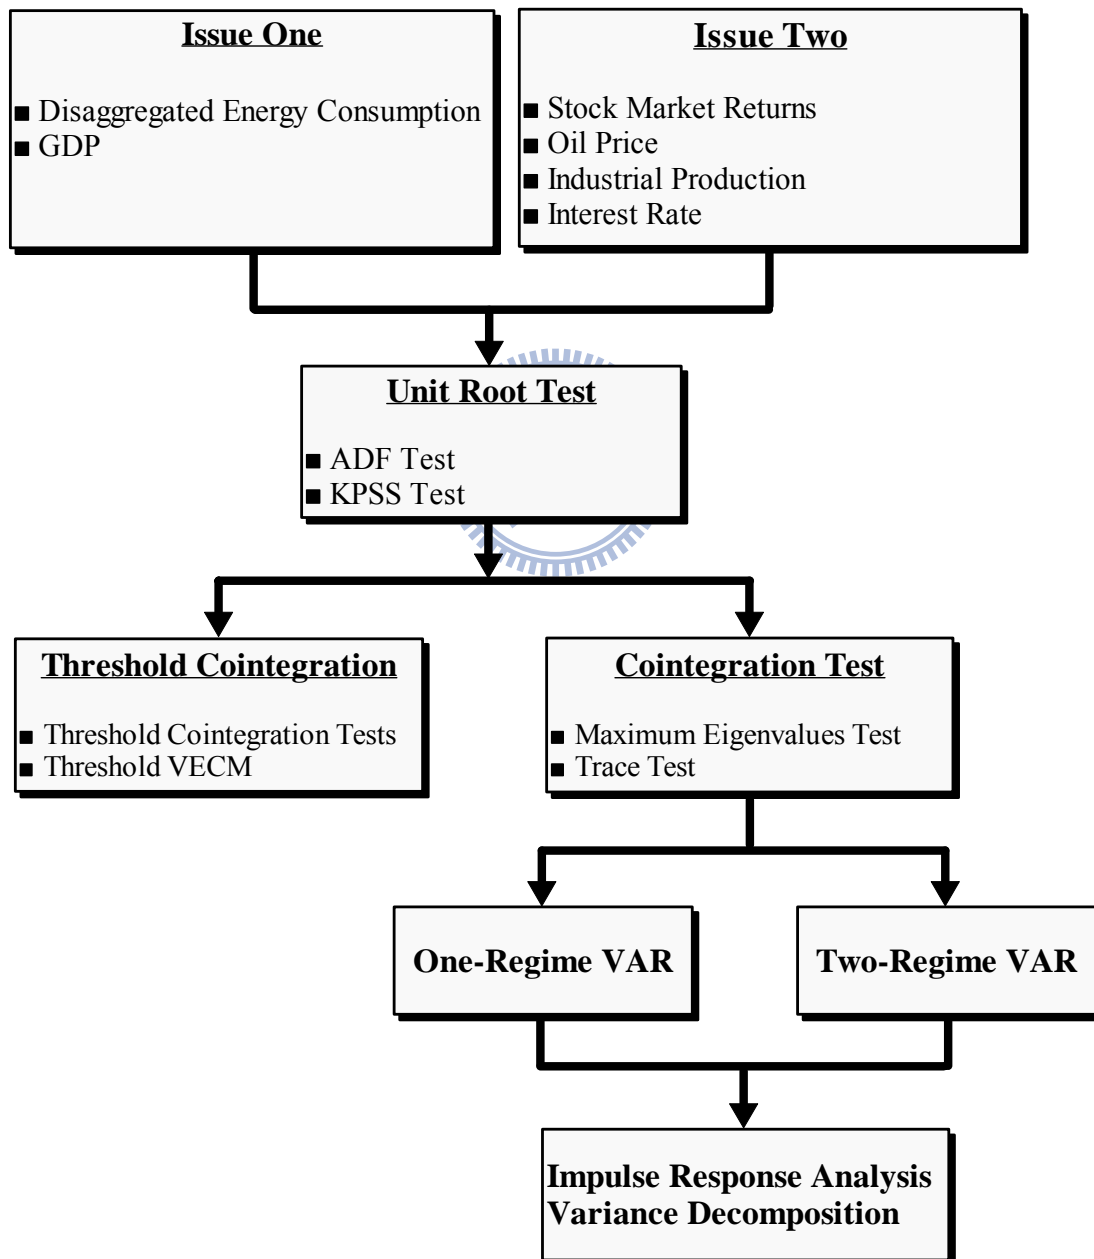 Issue One
■ Disaggregated Energy Consumption
■ GDP
Issue Two
■ Stock Market Returns
■ Oil Price
■ Industrial Production
■ Interest Rate
Unit Root Test
■ ADF Test
■ KPSS Test
Threshold Cointegration
■ Threshold Cointegration Tests
■ Threshold VECM
Cointegration Test
■ Maximum Eigenvalues Test
■ Trace Test
One-Regime VAR
Two-Regime VAR
Impulse Response Analysis
Variance Decomposition